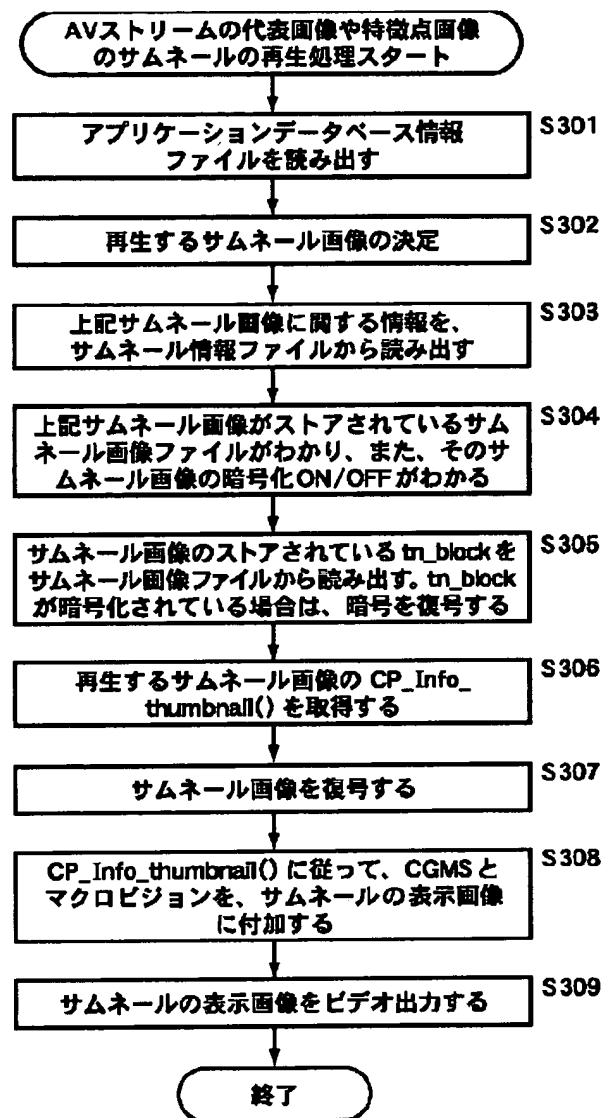 AVストリームの代表画像や特徴点画像
のサムネールの再生処理スタート
アプリケーションデータベース情報
ファイルを読み出す
S301
再生するサムネール画像の決定
S302
上記サムネール画像に関する情報を、
サムネール情報ファイルから読み出す
S303
上記サムネール画像がストアされているサム
ネール画像ファイルがわかり、また、そのサ
ムネール画像の暗号化ON/OFFがわかる
S304
サムネール画像のストアされているtn_blockを
サムネール画像ファイルから読み出す。tn_block
が暗号化されている場合は、暗号を復号する
S305
再生するサムネール画像の CP_Info_
thumbnail() を取得する
S306
サムネール画像を復号する
S307
CP_Info_thumbnail() に従って、CGMSと
マクロビジョンを、サムネールの表示画像
に付加する
S308
サムネールの表示画像をビデオ出力する
S309
終了